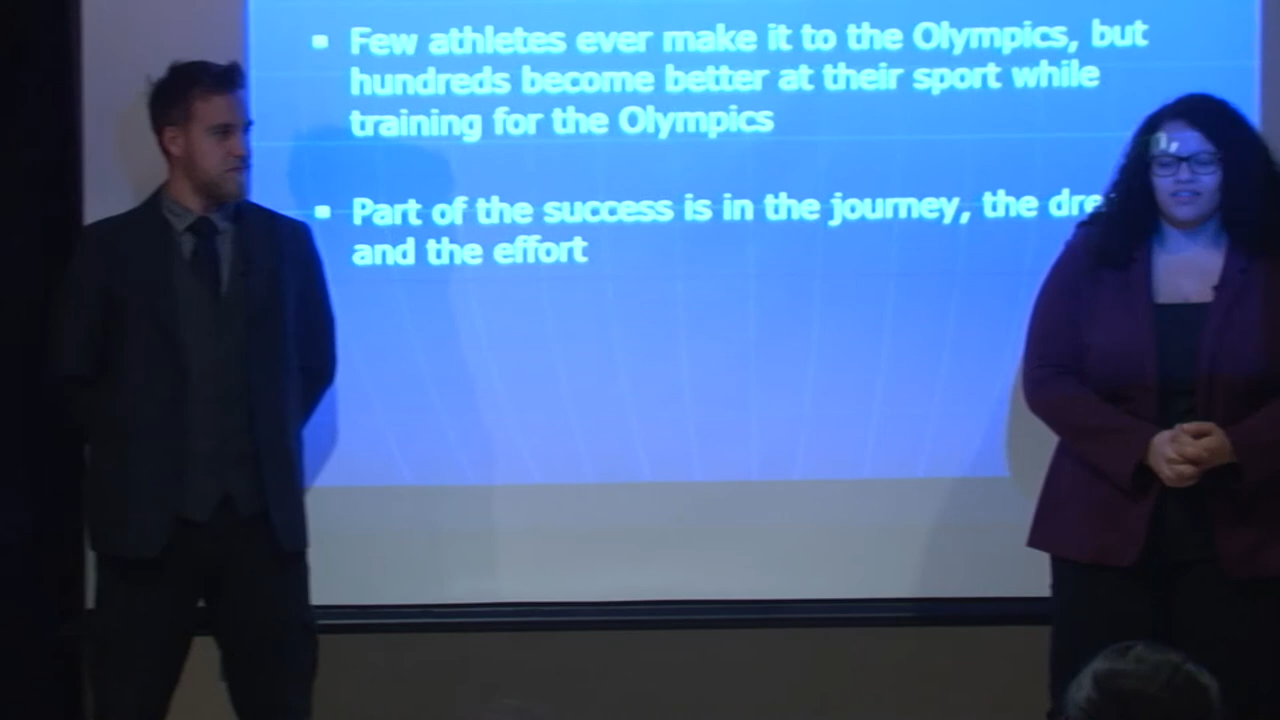 ▪ Few athletes ever make it to the Olympics, but
hundreds become better at their sport while
training for the Olympics
▪ Part of the success is in the journey, the
and the effort